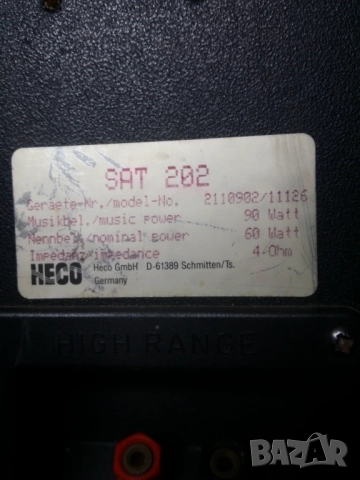 SAT 202
Geraete-Nr./model-No. 2110902/11126
Musikbel./music power 90 Watt
Nennbel./nominal power 60 Watt
Impedanz/impedance 4 Ohm
HECO Heco GmbH D-61389 Schmitten/Ts.
Germany
HIGH RANGE
BAZAR